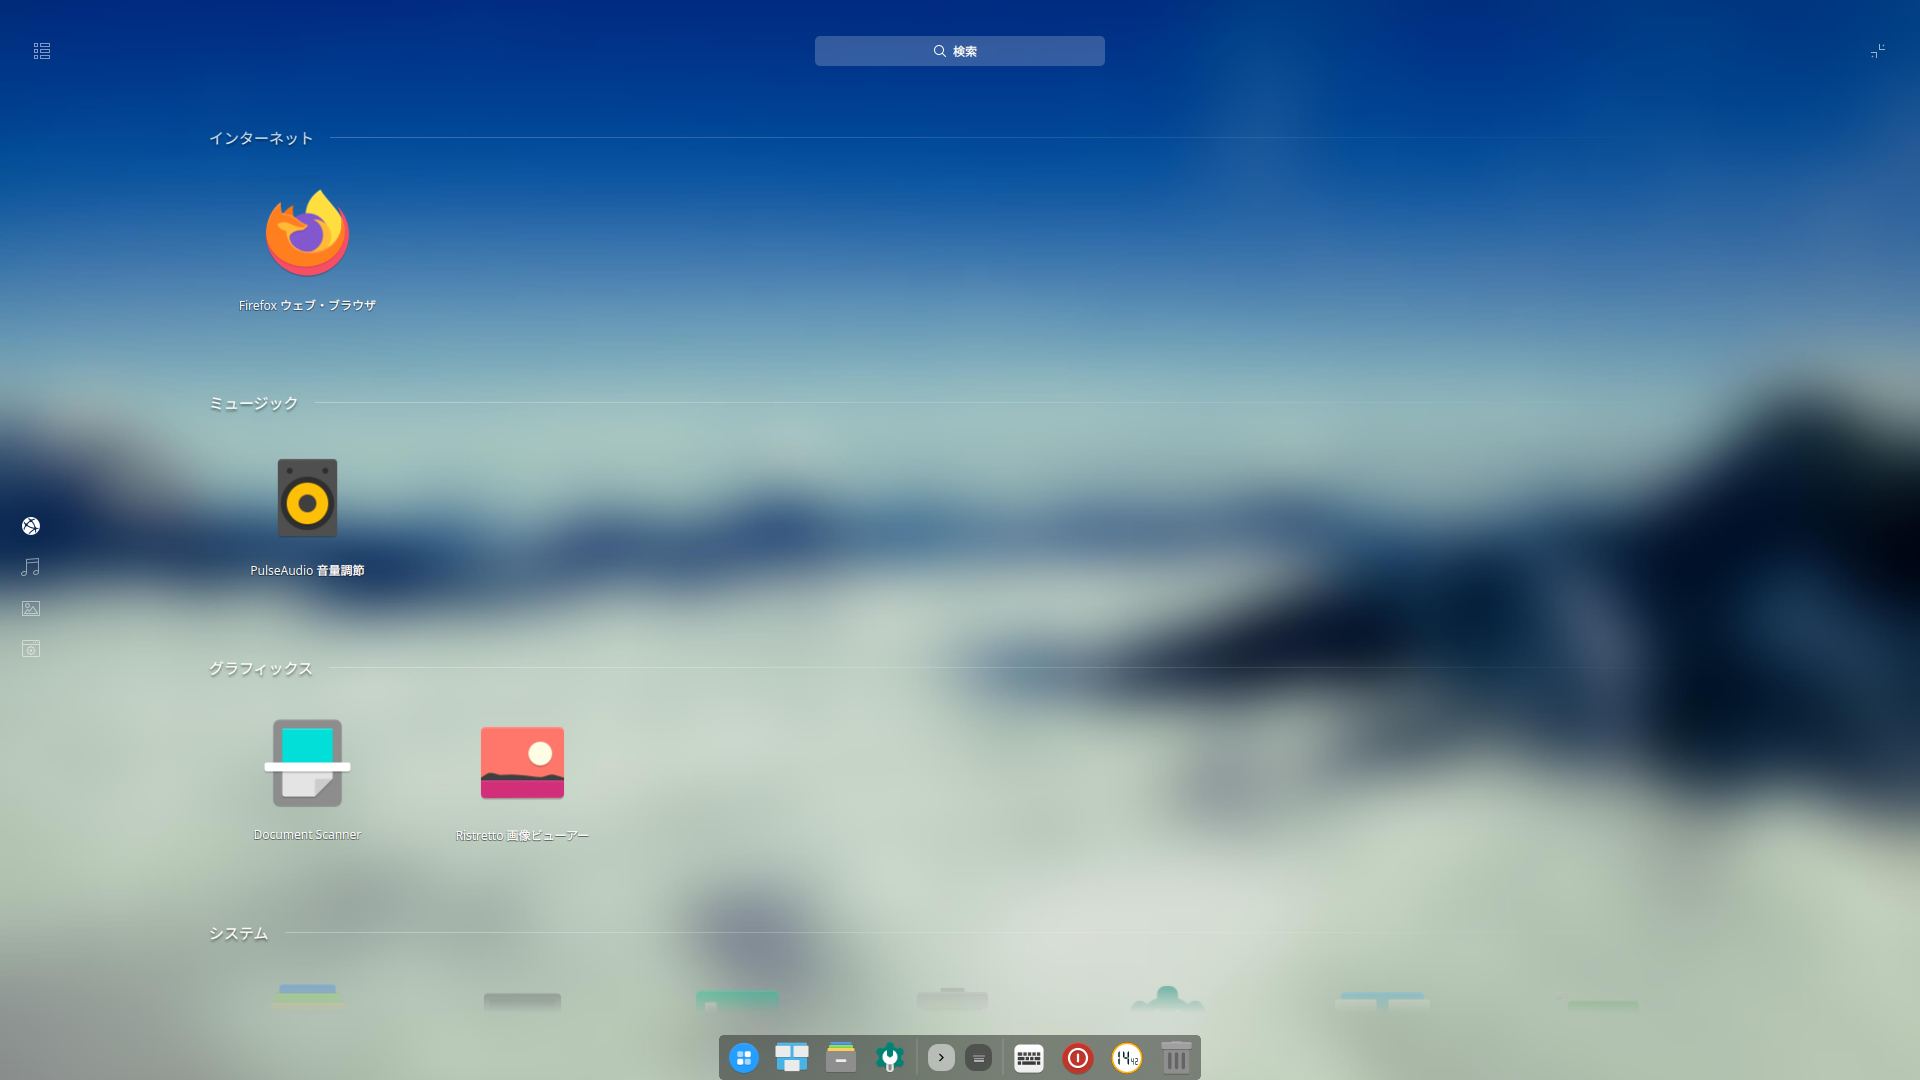 検索
インターネット
Firefox ウェブ・ブラウザ
ミュージック
PulseAudio 音量調節
グラフィックス
Document Scanner
Ristretto 画像ビューアー
システム
14 42